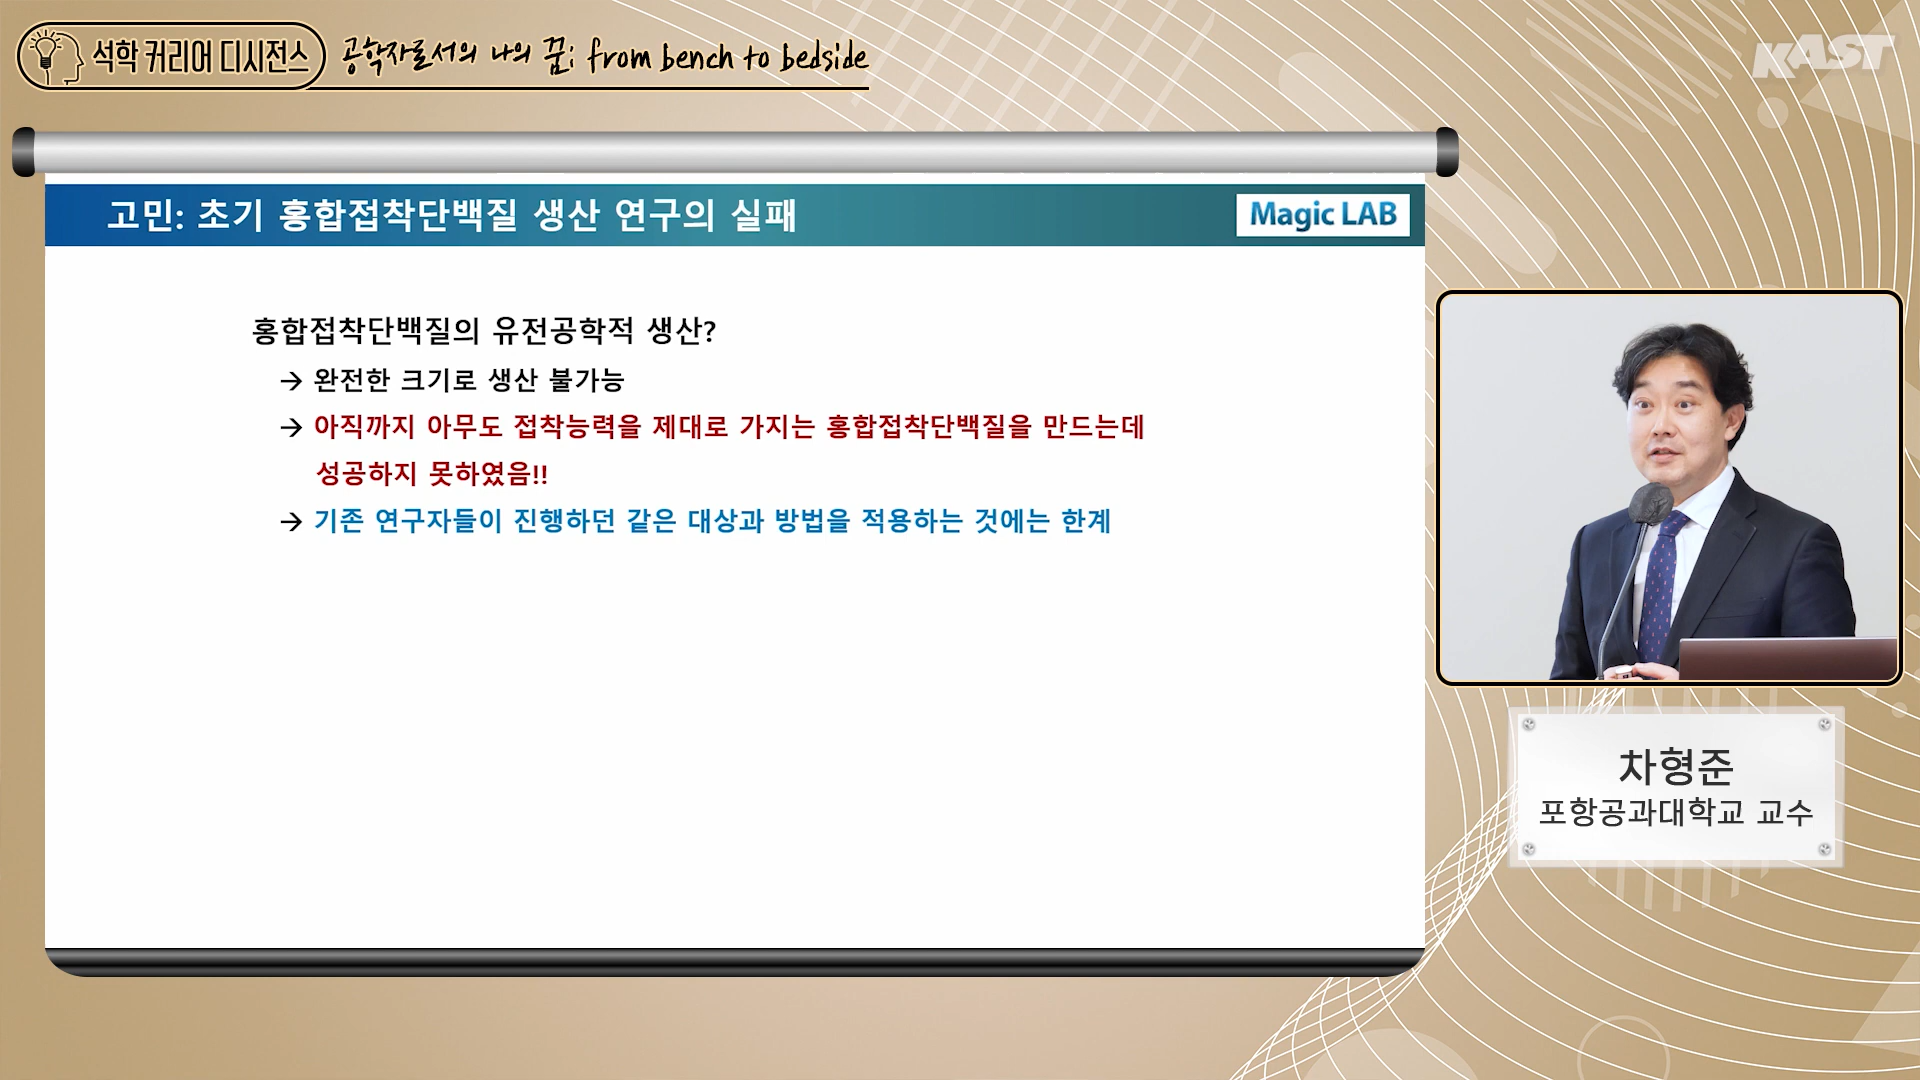 석학 커리어 디시전스
공학자로서의 나의 꿈; from bench to bedside
KAST
고민: 초기 홍합접착단백질 생산 연구의 실패
Magic LAB
홍합접착단백질의 유전공학적 생산?
→ 완전한 크기로 생산 불가능
→ 아직까지 아무도 접착능력을 제대로 가지는 홍합접착단백질을 만드는데
성공하지 못하였음!!
→ 기존 연구자들이 진행하던 같은 대상과 방법을 적용하는 것에는 한계
차형준
포항공과대학교 교수